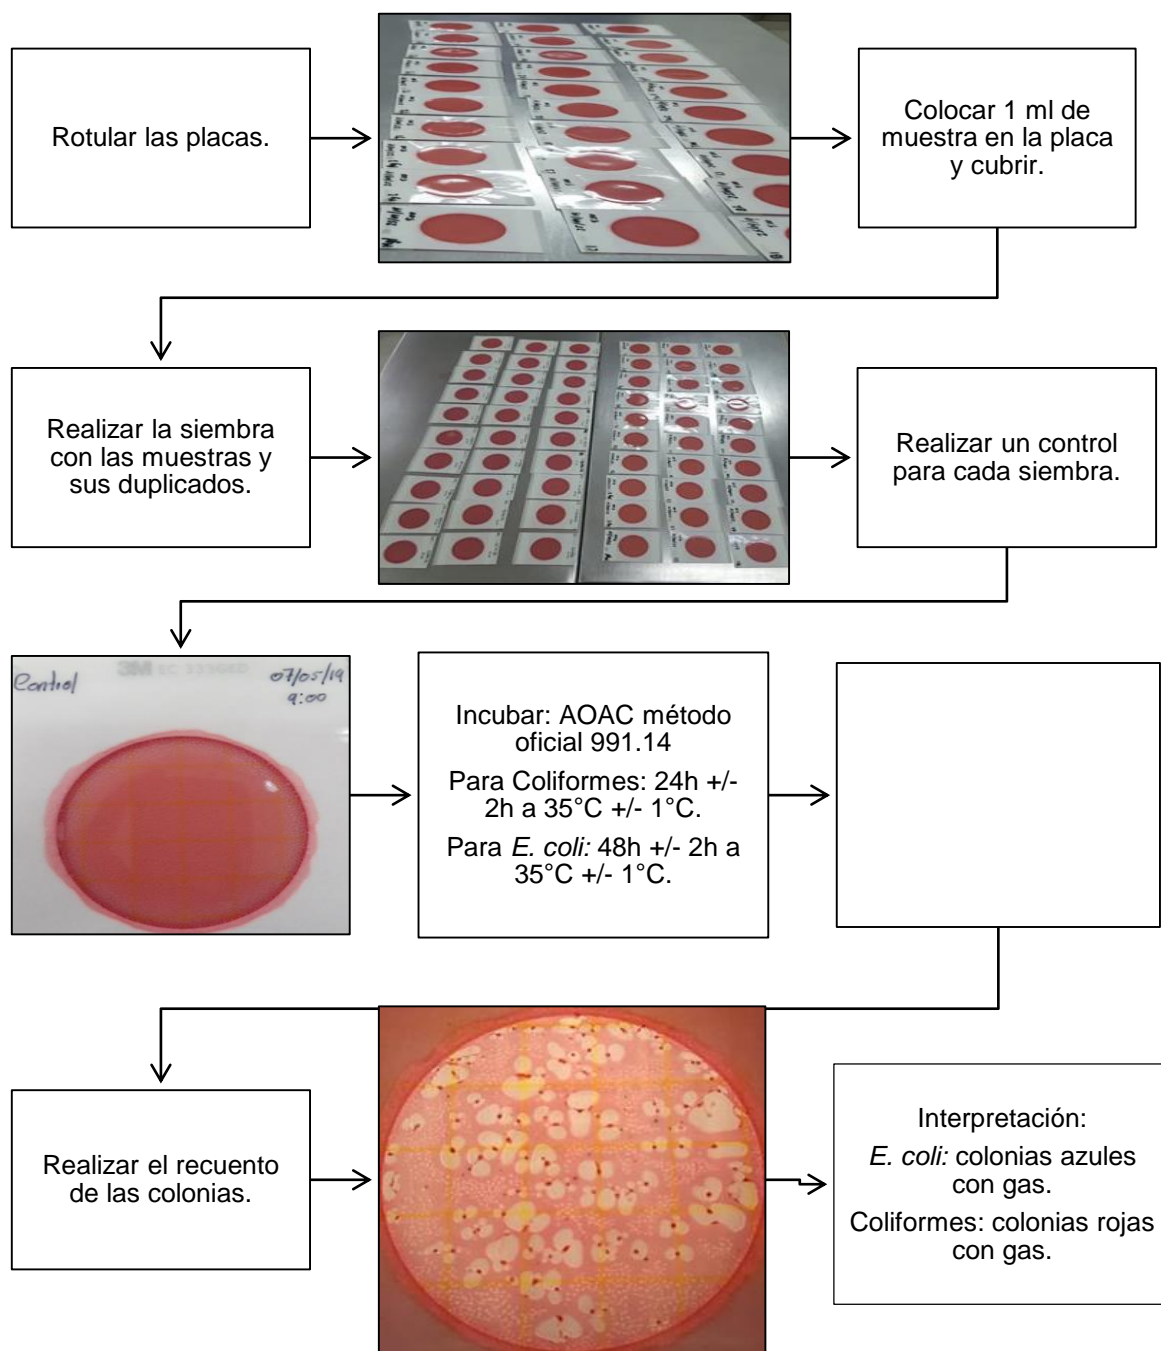 Rotular las placas.
Colocar 1 ml de
muestra en la placa
y cubrir.
Realizar la siembra
con las muestras y
sus duplicados.
Realizar un control
para cada siembra.
3M EC
Control
07/05/19
9:00
Incubar: AOAC método
oficial 991.14
Para Coliformes: 24h +/-
2h a 35°C +/- 1°C.
Para E. coli: 48h +/- 2h a
35°C +/- 1°C.
Realizar el recuento
de las colonias.
Interpretación:
E. coli: colonias azules
con gas.
Coliformes: colonias rojas
con gas.